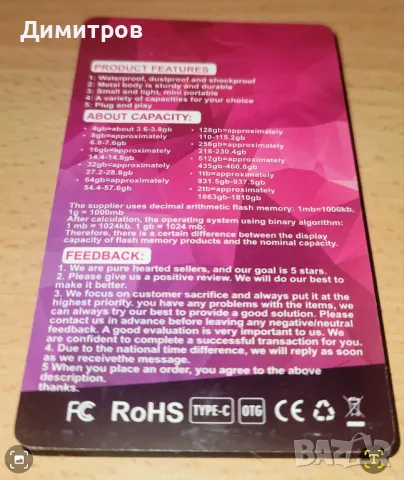 Димитров
PRODUCT FEATURES
1: Waterproof, dustproof and shockproof
2: Metal body is sturdy and durable
3: Small and light, mini portable
4: A variety of capacities for your choice
5: Plug and play
ABOUT CAPACITY:
• 4gb=about 3.6-3.8gb
• 8gb=approximately
6.5-7.6gb
• 16gb=approximately
14.4-14.8gb
• 32gb=approximately
27.2-28.8gb
• 64gb=approximately
54.4-57.6gb
• 128gb=approximately
110-115.2gb
• 256gb=approximately
218-230.4gb
• 512gb=approximately
435gb-460.8gb
• 1tb=approximately
931.5gb-937.5gb
• 2tb=approximately
1863gb-1810gb
The supplier uses decimal arithmetic flash memory: 1mb=1000kb,
1g = 1000mb
After calculation, the operating system using binary algorithm:
1 mb = 1024kb. 1 gb = 1024 mb;
Therefore, there is a certain difference between the display
capacity of flash memory products and the nominal capacity.
FEEDBACK:
1. We are pure hearted sellers, and our goal is 5 stars.
2. Please give us a positive review. We will do our best to
make it better.
3. We focus on customer sacrifice and always put it at the
highest priority. you have any problems with the items, we
can always try our best to provide a good solution. Please
contact us in advance before leaving any negative/neutral
feedback. A good evaluation is very important to us. We
are confident to complete a successful transaction for you.
4. Due to the national time difference, we will reply as soon
as we receivethe message.
5 When you place an order, you agree to the above
description.
thanks.
FC RoHS TYPE-C OTG CE
BAZAR